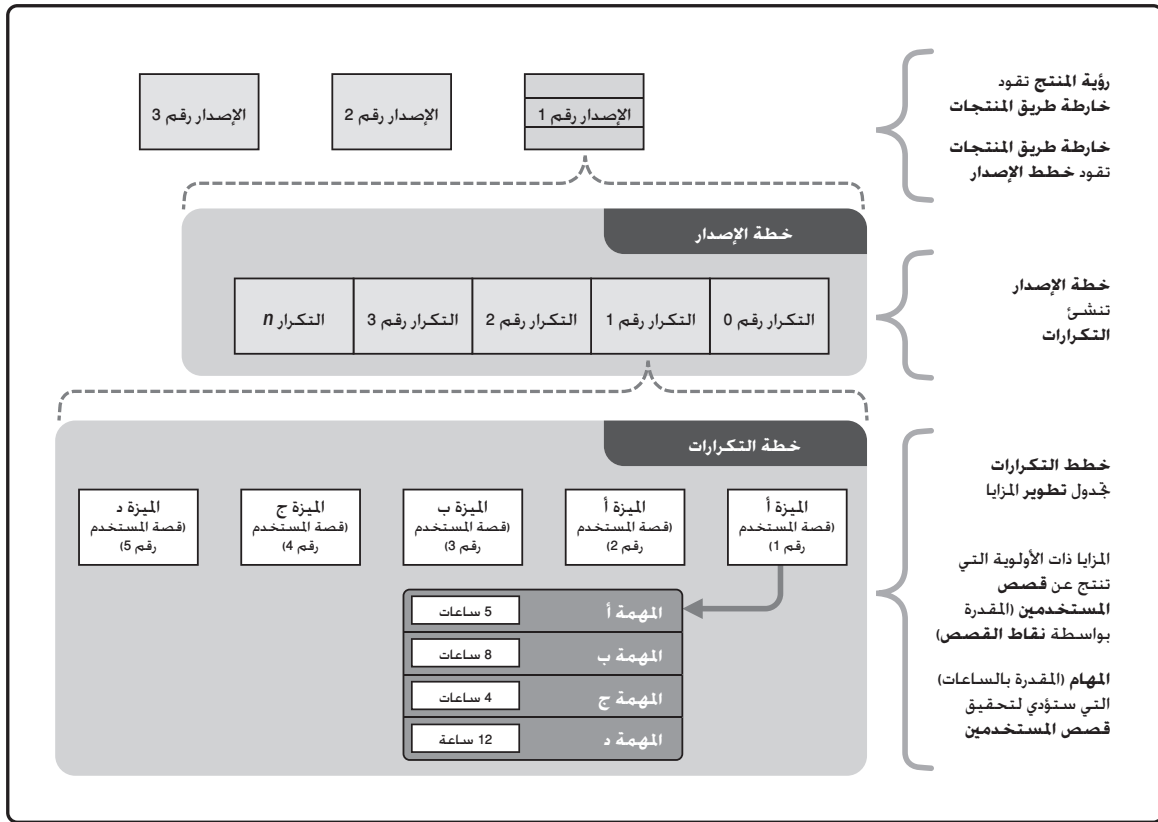 رؤية المنتج تقود
خارطة طريق المنتجات
خارطة طريق المنتجات
تقود خطط الإصدار
الإصدار رقم 1
الإصدار رقم 2
الإصدار رقم 3
خطة الإصدار
تنشئ
التكرارات
خطة الإصدار
التكرار رقم 0
التكرار رقم 1
التكرار رقم 2
التكرار رقم 3
التكرار n
خطط التكرارات
تجدول تطوير المزايا
المزايا ذات الأولوية التي
تنتج عن قصص
المستخدمين (المقدرة
بواسطة نقاط القصص)
المهام (المقدرة بالساعات)
التي ستؤدي لتحقيق
قصص المستخدمين
خطة التكرارات
الميزة أ
(قصة المستخدم
رقم 1)
الميزة أ
(قصة المستخدم
رقم 2)
الميزة ب
(قصة المستخدم
رقم 3)
الميزة ج
(قصة المستخدم
رقم 4)
الميزة د
(قصة المستخدم
رقم 5)
المهمة أ
5 ساعات
المهمة ب
8 ساعات
المهمة ج
4 ساعات
المهمة د
12 ساعة